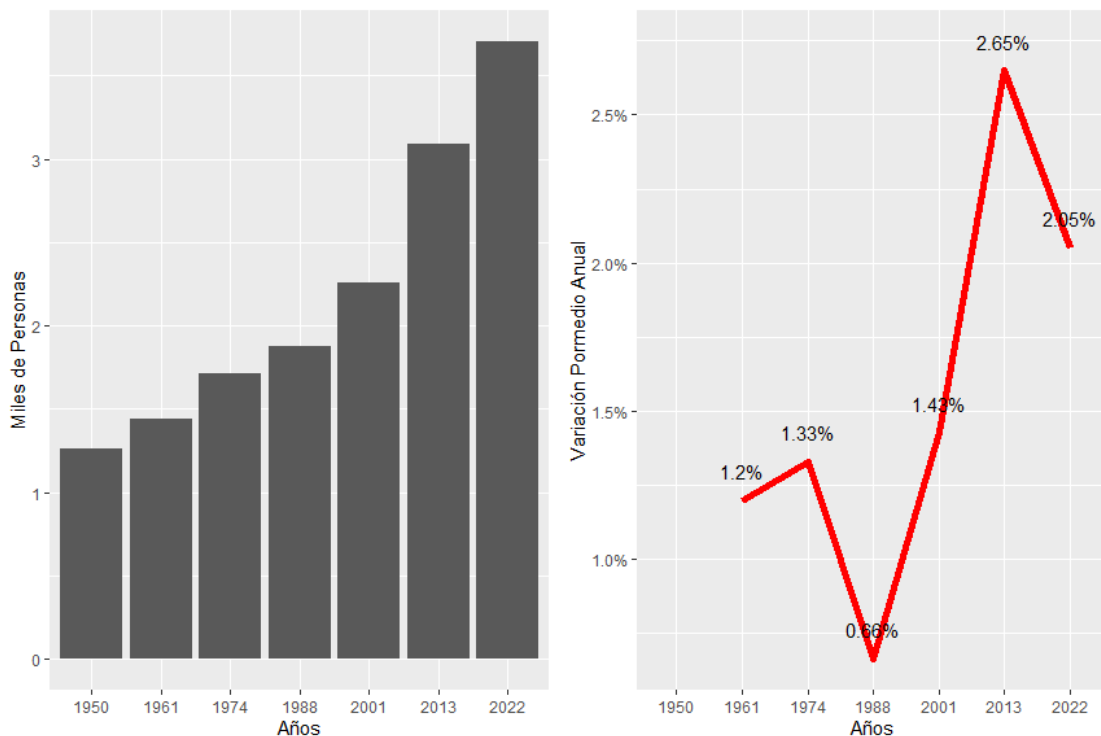 3
2
1
0
Miles de Personas
1950 1961 1974 1988 2001 2013 2022
Años
2.5%
2.0%
1.5%
1.0%
Variación Pormedio Anual
1.2%
1.33%
0.66%
1.43%
2.65%
2.05%
1950 1961 1974 1988 2001 2013 2022
Años